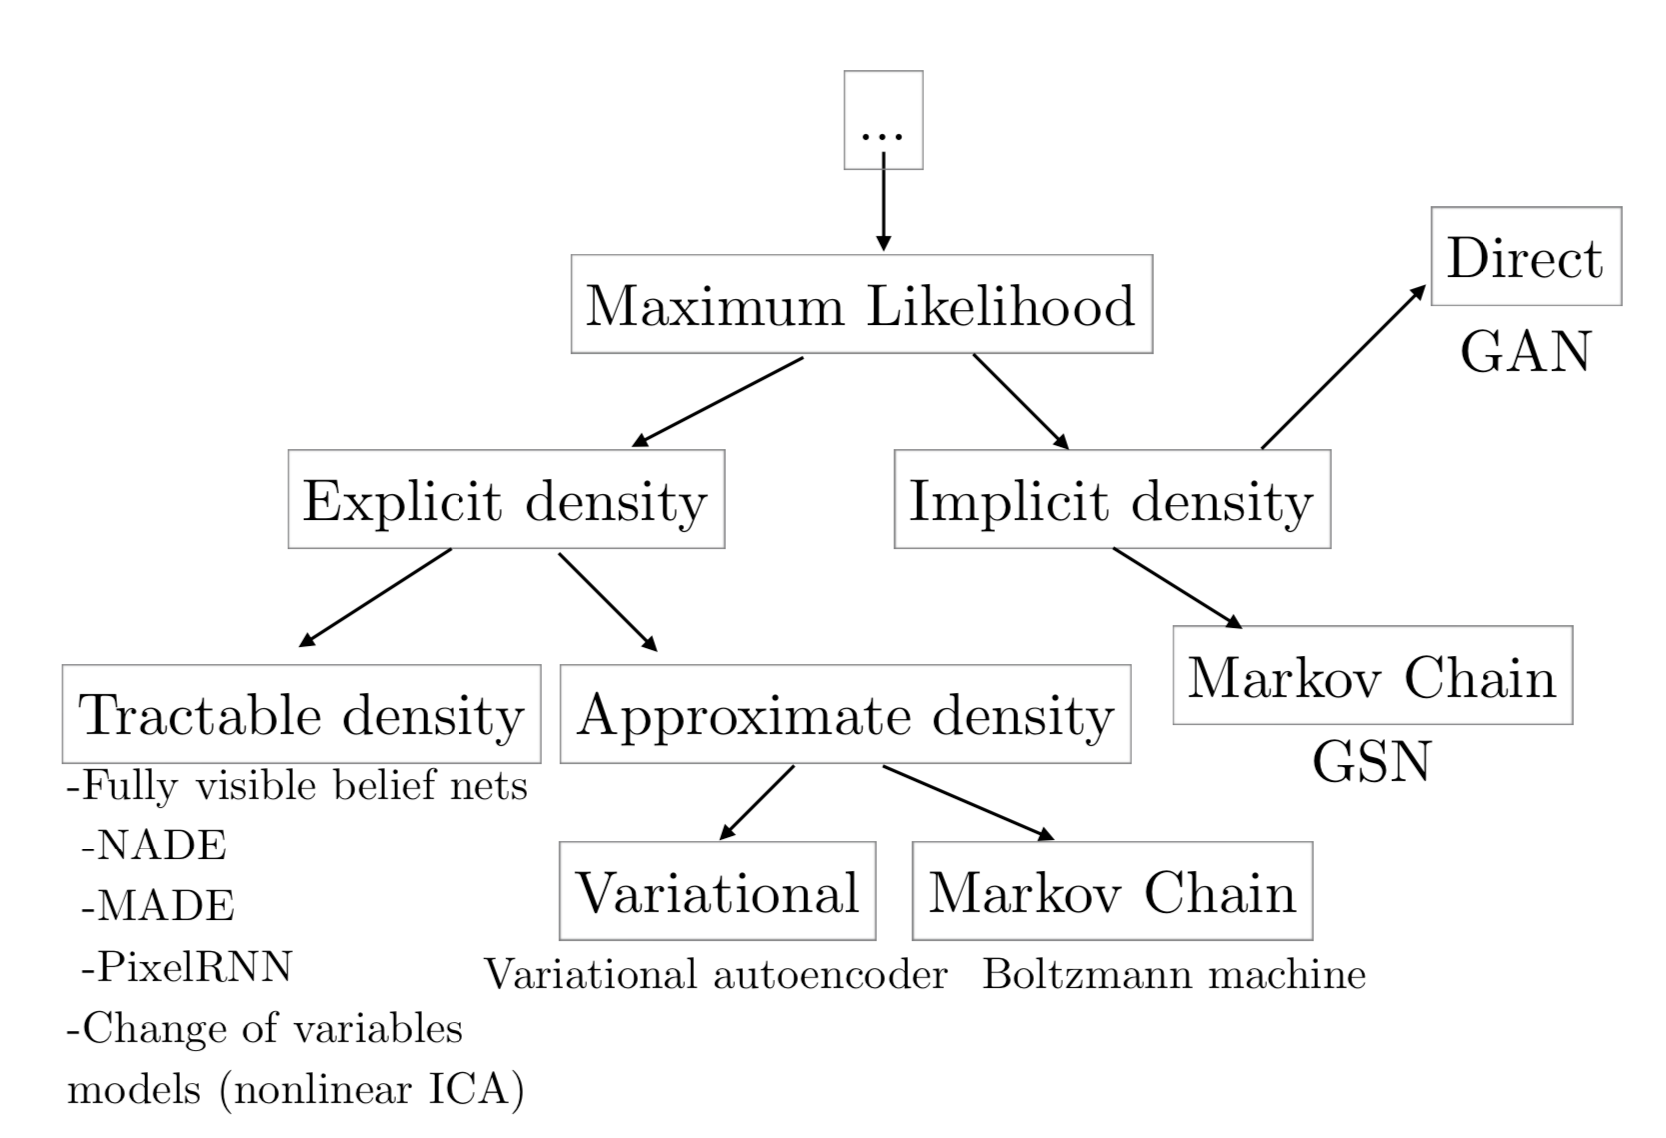 ...
Maximum Likelihood
Direct
GAN
Explicit density
Implicit density
Tractable density
-Fully visible belief nets
-NADE
-MADE
-PixelRNN
-Change of variables
models (nonlinear ICA)
Approximate density
Variational
Variational autoencoder
Markov Chain
Boltzmann machine
Markov Chain
GSN